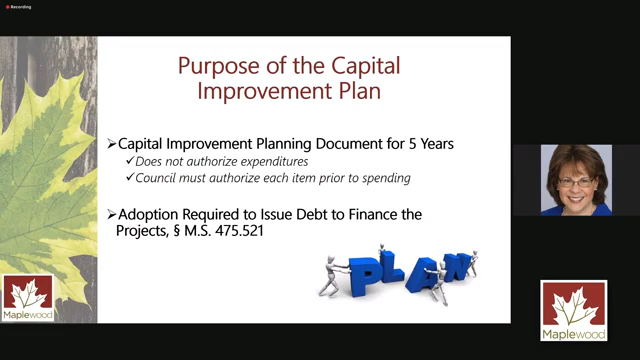 Recording
Purpose of the Capital
Improvement Plan
➢Capital Improvement Planning Document for 5 Years
✓Does not authorize expenditures
✓Council must authorize each item prior to spending
➢Adoption Required to Issue Debt to Finance the
Projects, § M.S. 475.521
PLAN
Maplewood
Maplewood